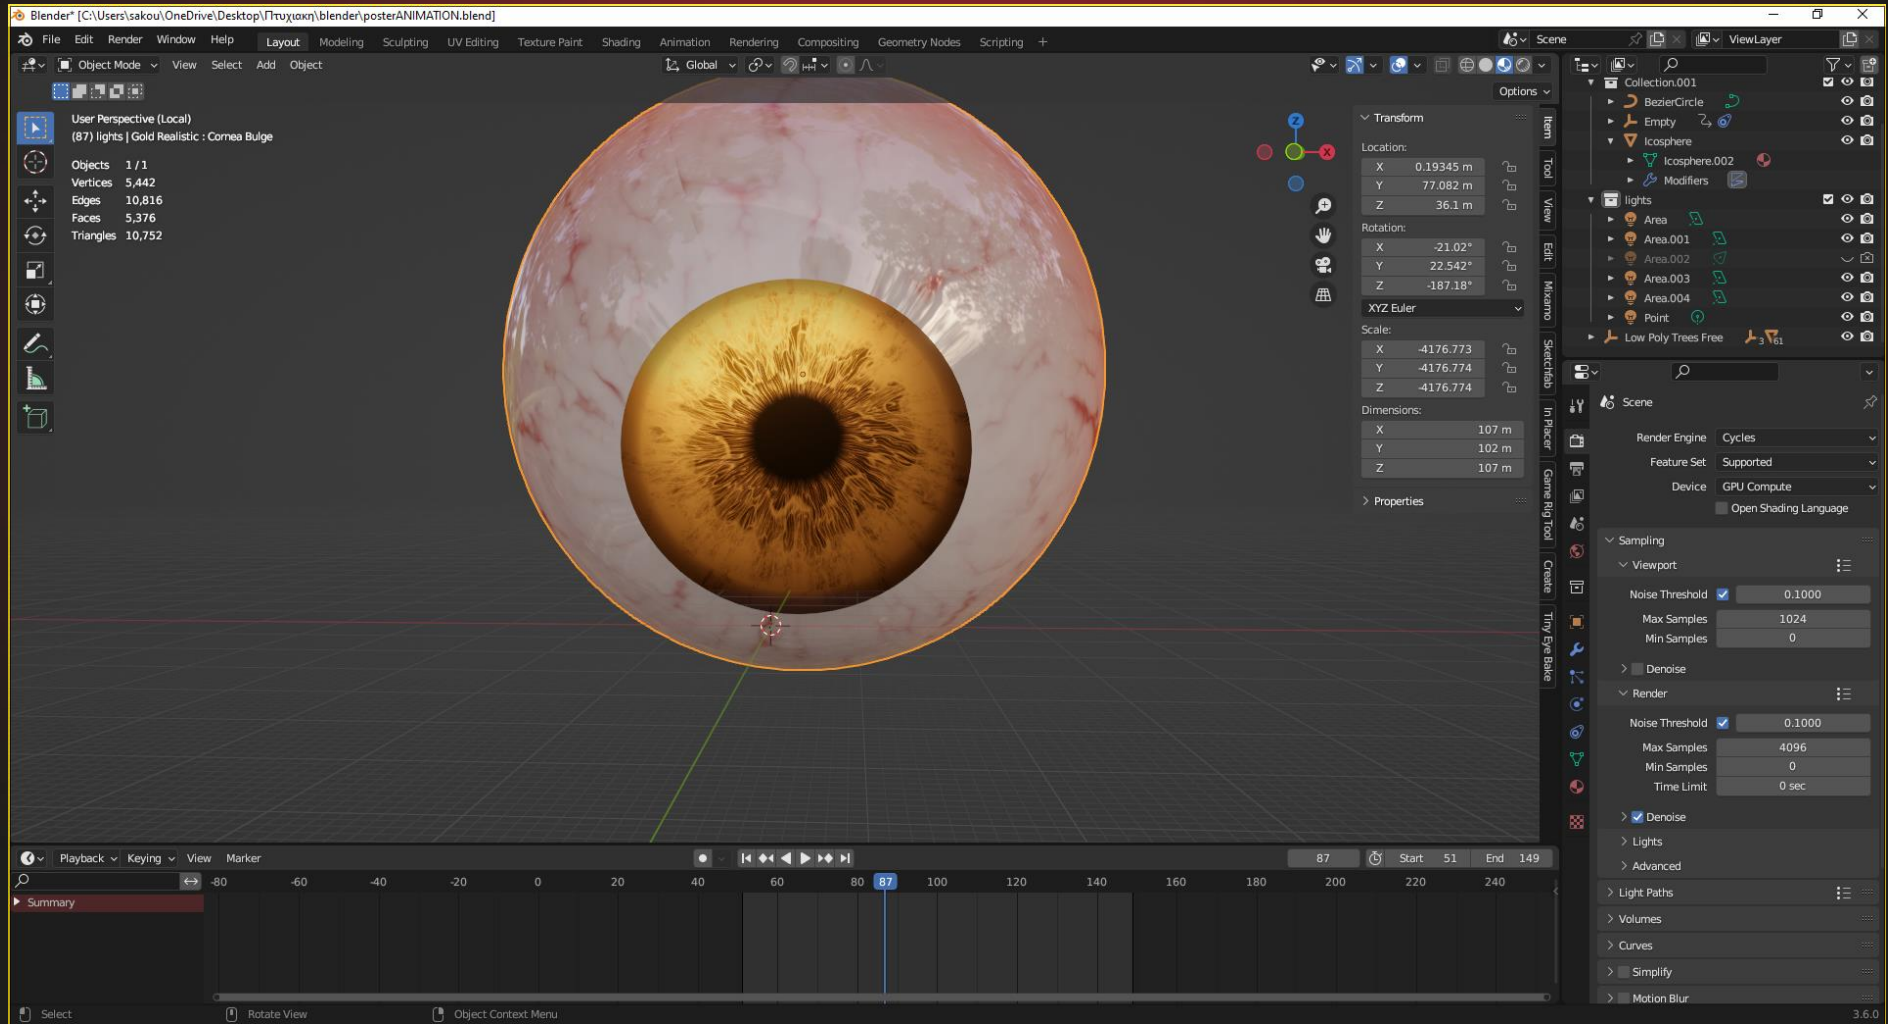 Blender* [C:\Users\sakou\OneDrive\Desktop\Πτυχιακη\blender\posterANIMATION.blend]
File Edit Render Window Help Layout Modeling Sculpting UV Editing Texture Paint Shading Animation Rendering Compositing Geometry Nodes Scripting + Scene ViewLayer
Object Mode View Select Add Object Global
Options
User Perspective (Local)
(87) lights | Gold Realistic : Cornea Bulge
Objects 1/1
Vertices 5,442
Edges 10,816
Faces 5,376
Triangles 10,752
Z
X
Transform
Location:
X 0.19345 m
Y 77.082 m
Z 36.1 m
Rotation:
X -21.02°
Y 22.542°
Z -187.18°
XYZ Euler
Scale:
X -4176.773
Y -4176.774
Z -4176.774
Dimensions:
X 107 m
Y 102 m
Z 107 m
Properties
Item
Tool
View
Edit
Mixamo
Sketchfab
In Placer
Game Rig Tool
Create
Tiny Eye Bake
Collection.001
BezierCircle
Empty
Icosphere
Icosphere.002
Modifiers
lights
Area
Area.001
Area.002
Area.003
Area.004
Point
Low Poly Trees Free 3 61
Scene
Render Engine Cycles
Feature Set Supported
Device GPU Compute
Open Shading Language
Sampling
Viewport
Noise Threshold 0.1000
Max Samples 1024
Min Samples 0
Denoise
Render
Noise Threshold 0.1000
Max Samples 4096
Min Samples 0
Time Limit 0 sec
Denoise
Lights
Advanced
Light Paths
Volumes
Curves
Simplify
Motion Blur
Playback Keying View Marker 87 Start 51 End 149
-80 -60 -40 -20 0 20 40 60 80 87 100 120 140 160 180 200 220 240
Summary
Select Rotate View Object Context Menu 3.6.0